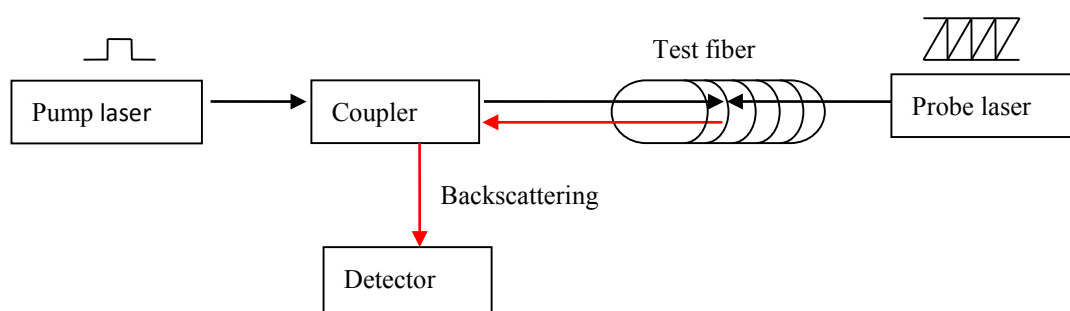 Test fiber
Pump laser
Coupler
Probe laser
Backscattering
Detector